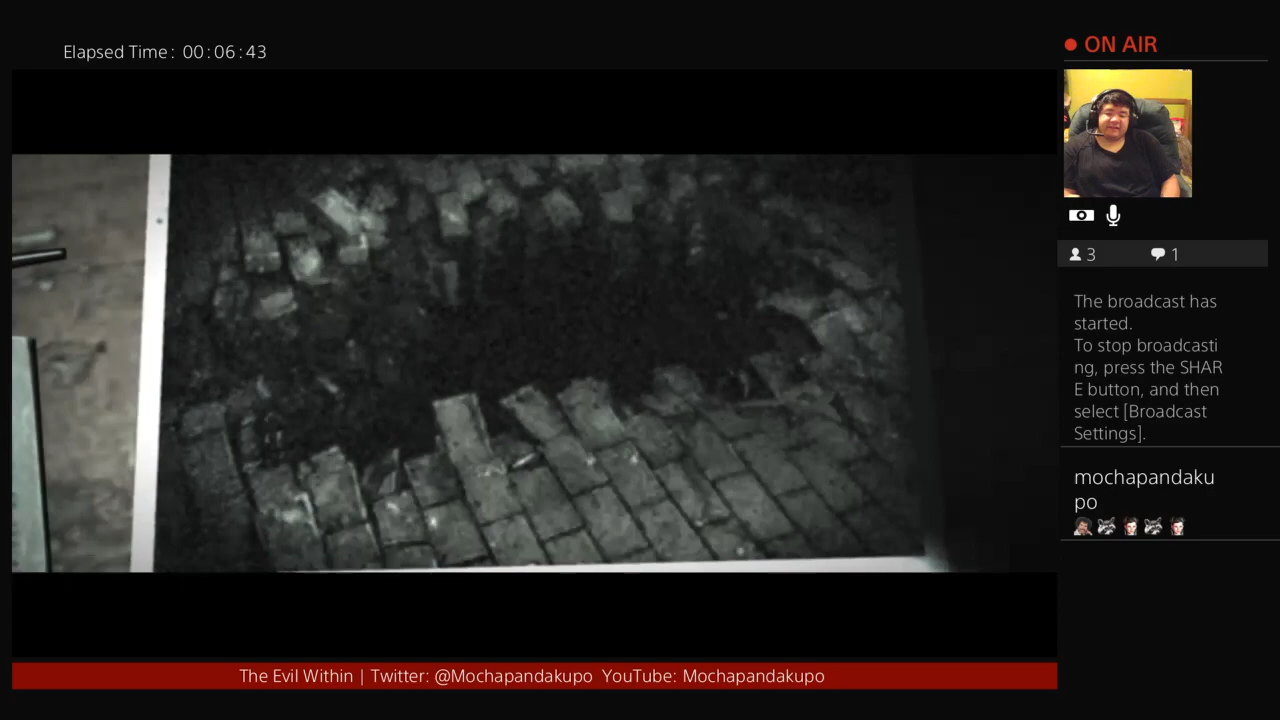 Elapsed Time: 00:06:43
ON AIR
3
1
The broadcast has
started.
To stop broadcasti
ng, press the SHAR
E button, and then
select [Broadcast
Settings].
mochapandaku
po
The Evil Within | Twitter: @Mochapandakupo YouTube: Mochapandakupo